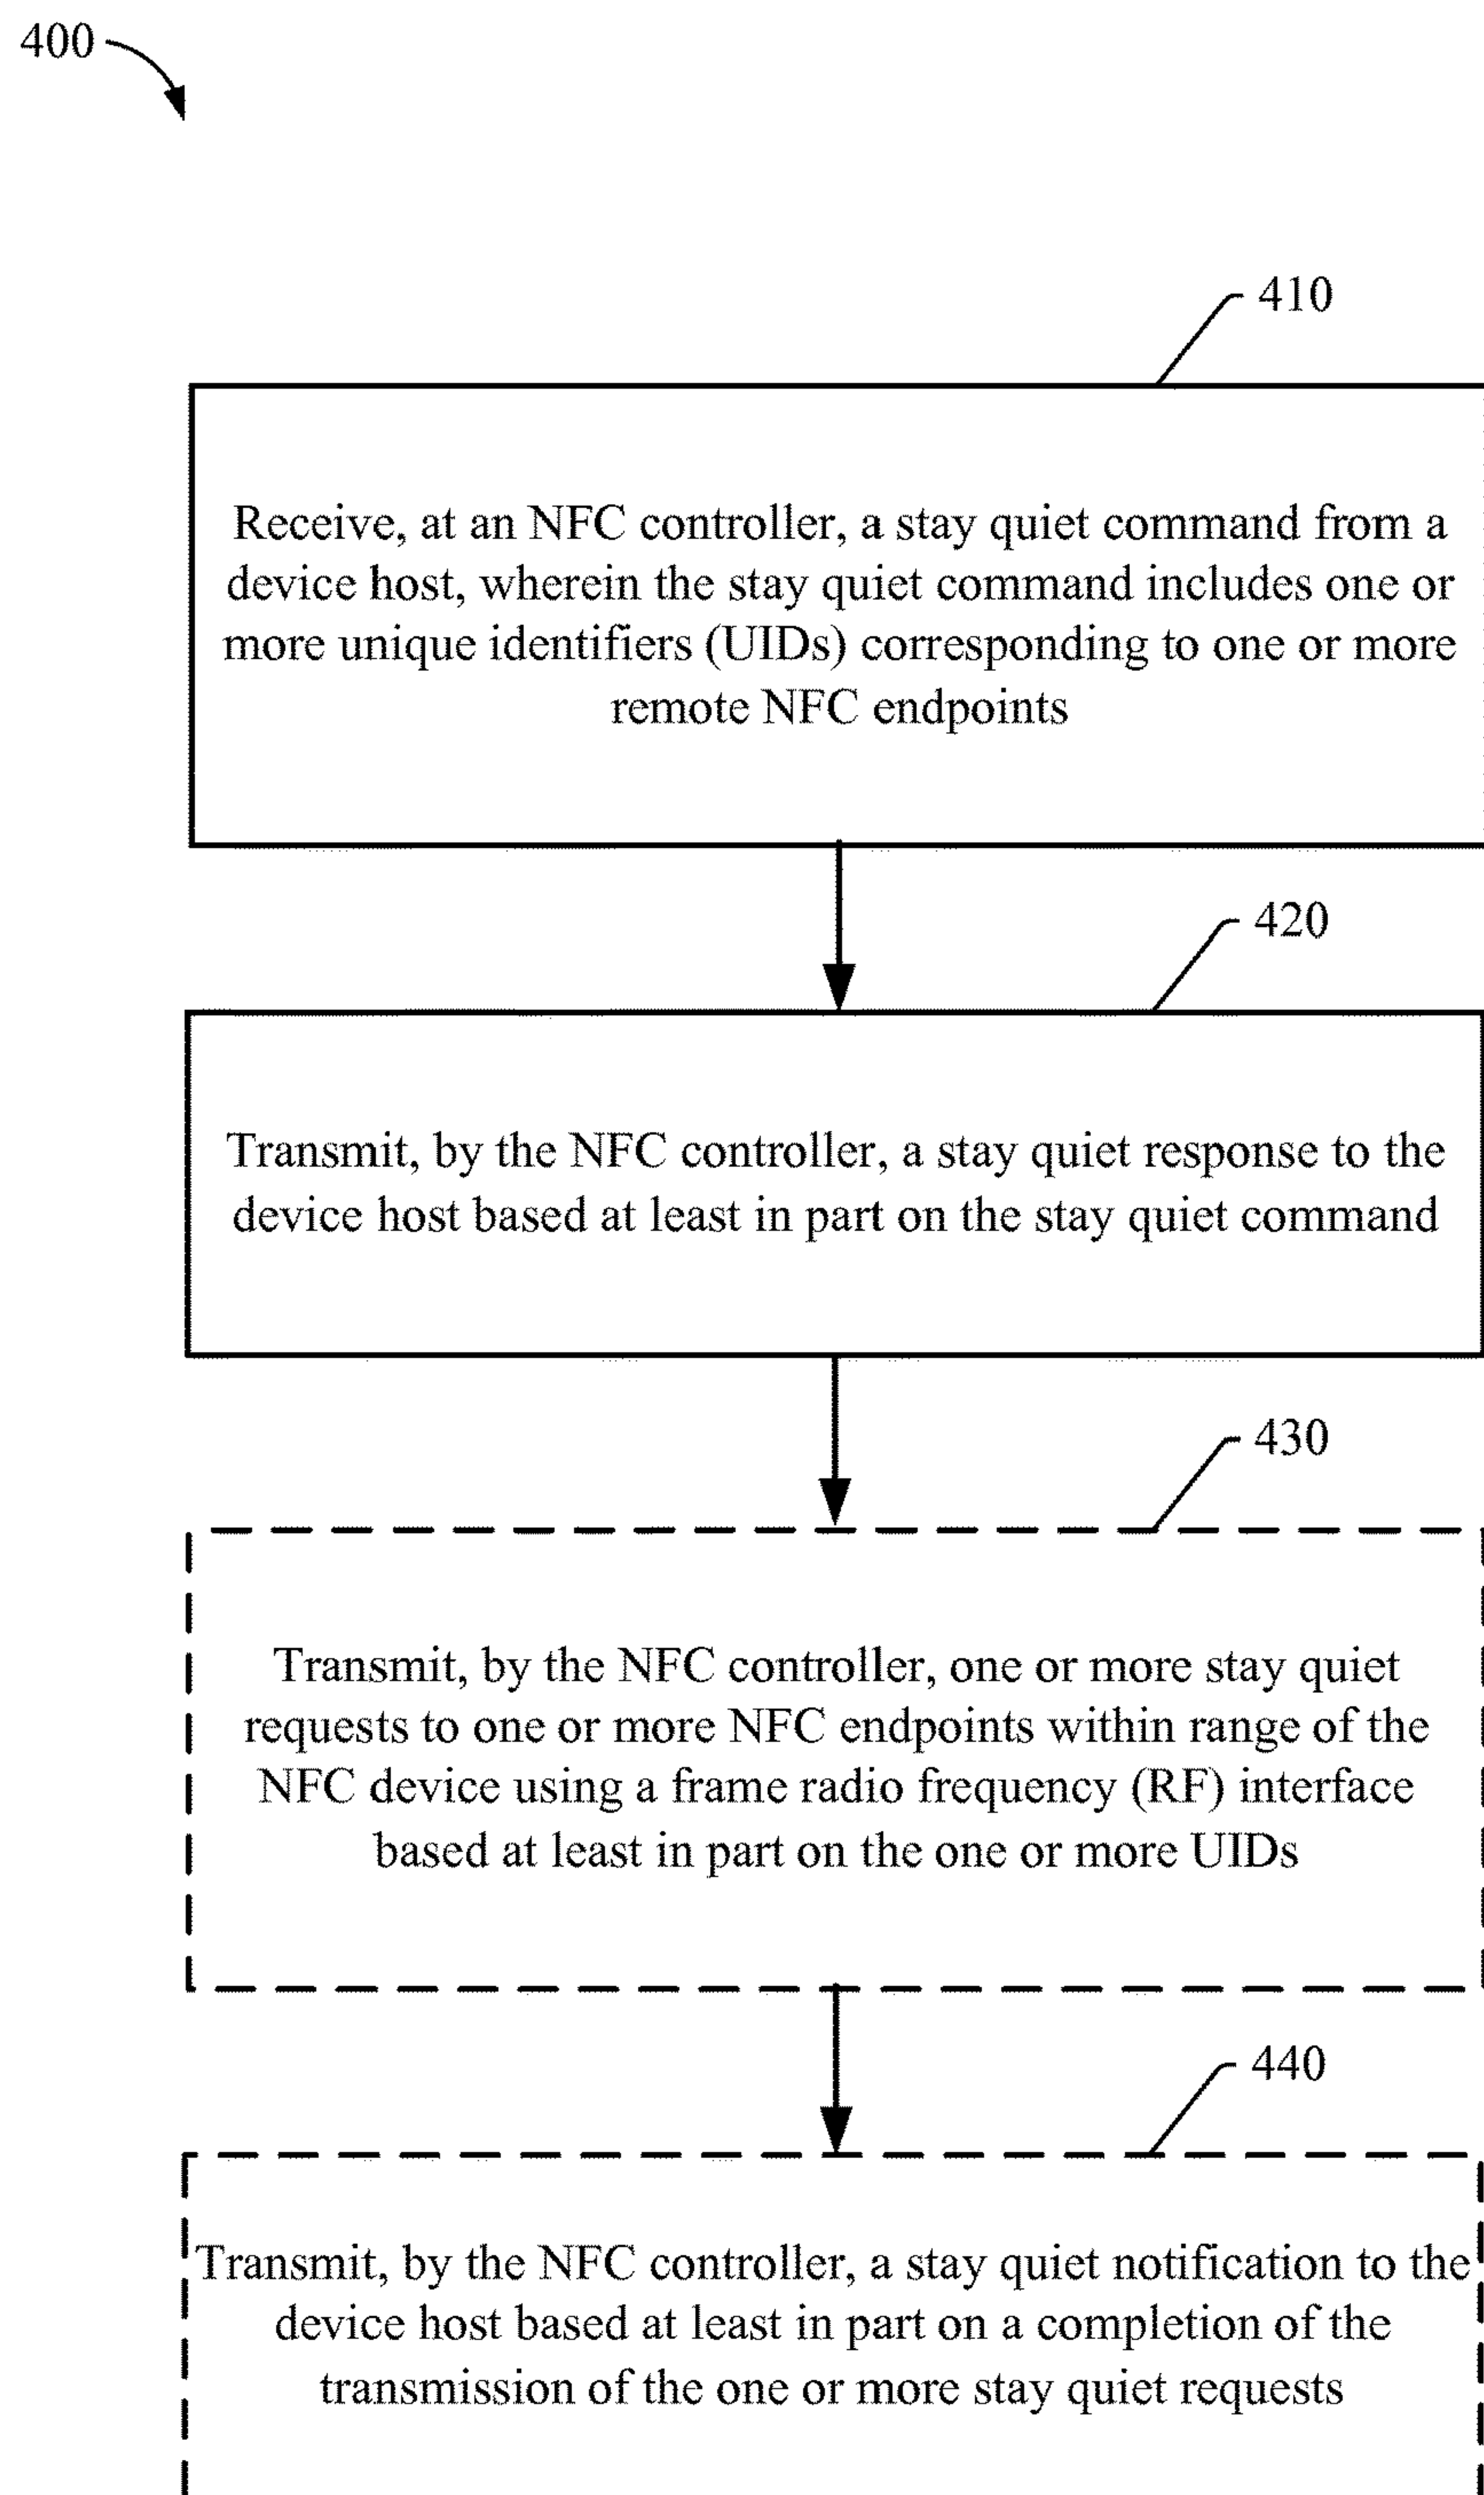 400
410
Receive, at an NFC controller, a stay quiet command from a
device host, wherein the stay quiet command includes one or
more unique identifiers (UIDs) corresponding to one or more
remote NFC endpoints
420
Transmit, by the NFC controller, a stay quiet response to the
device host based at least in part on the stay quiet command
430
Transmit, by the NFC controller, one or more stay quiet
requests to one or more NFC endpoints within range of the
NFC device using a frame radio frequency (RF) interface
based at least in part on the one or more UIDs
440
Transmit, by the NFC controller, a stay quiet notification to the
device host based at least in part on a completion of the
transmission of the one or more stay quiet requests